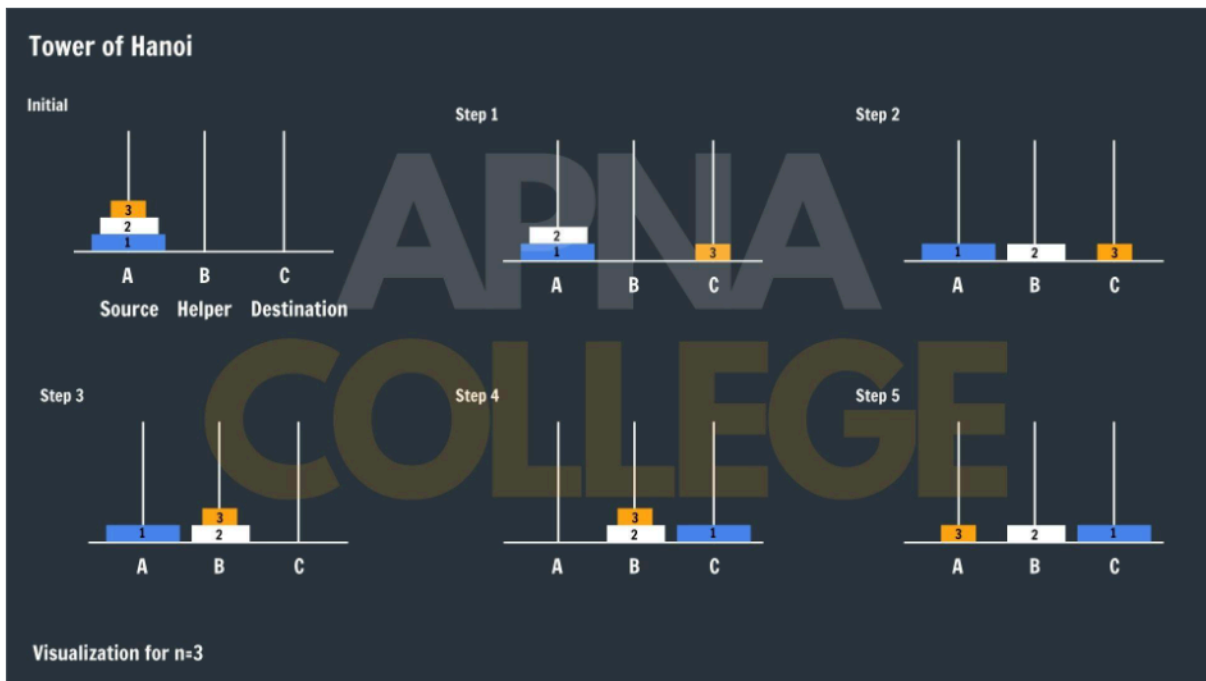 Tower of Hanoi
Initial
Step 1
Step 2
3
2
1
2
1 3
1 2 3
A B C
A B C
A B C
Source Helper Destination
APNA
COLLEGE
Step 3
Step 4
Step 5
3
1 2
3
2 1
3 2 1
A B C
A B C
A B C
Visualization for n=3